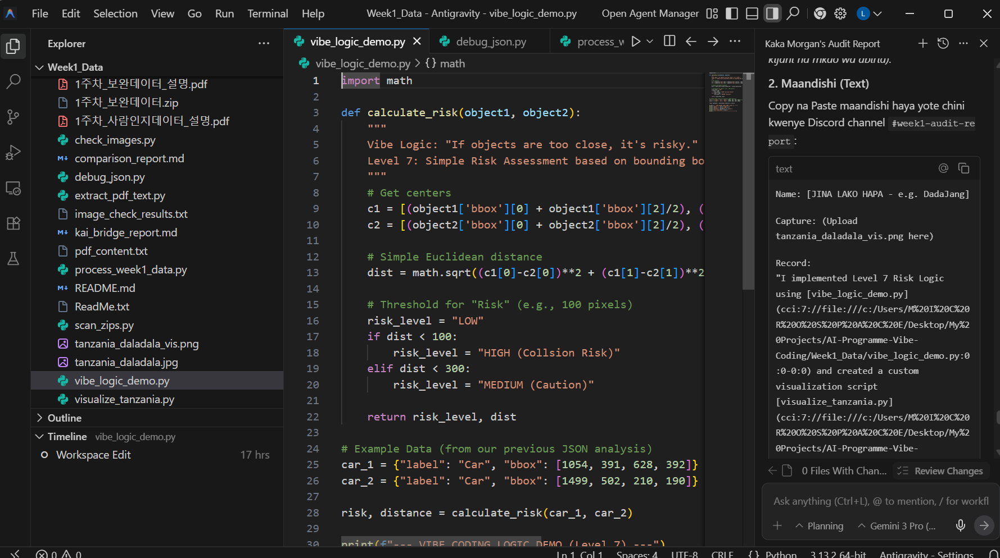 File Edit Selection View Go Run Terminal Help
Week1_Data - Antigravity - vibe_logic_demo.py
Open Agent Manager
L
Explorer
Week1_Data
1주차_보완데이터_설명.pdf
1주차_보완데이터.zip
1주차_사람인지데이터_설명.pdf
check_images.py
comparison_report.md
debug_json.py
extract_pdf_text.py
image_check_results.txt
kai_bridge_report.md
pdf_content.txt
process_week1_data.py
README.md
ReadMe.txt
scan_zips.py
tanzania_daladala_vis.png
tanzania_daladala.jpg
vibe_logic_demo.py
visualize_tanzania.py
Outline
Timeline vibe_logic_demo.py
Workspace Edit 17 hrs
vibe_logic_demo.py debug_json.py process_w
vibe_logic_demo.py > {} math
1 import math
2
3 def calculate_risk(object1, object2):
4 """
5 Vibe Logic: "If objects are too close, it's risky."
6 Level 7: Simple Risk Assessment based on bounding bo
7 """
8 # Get centers
9 c1 = [(object1['bbox'][0] + object1['bbox'][2]/2), (
10 c2 = [(object2['bbox'][0] + object2['bbox'][2]/2), (
11
12 # Simple Euclidean distance
13 dist = math.sqrt((c1[0]-c2[0])**2 + (c1[1]-c2[1])**2
14
15 # Threshold for "Risk" (e.g., 100 pixels)
16 risk_level = "LOW"
17 if dist < 100:
18 risk_level = "HIGH (Collsion Risk)"
19 elif dist < 300:
20 risk_level = "MEDIUM (Caution)"
21
22 return risk_level, dist
23
24 # Example Data (from our previous JSON analysis)
25 car_1 = {"label": "Car", "bbox": [1054, 391, 628, 392]}
26 car_2 = {"label": "Car", "bbox": [1499, 502, 210, 190]}
27
28 risk, distance = calculate_risk(car_1, car_2)
29
30 print(f"--- VIBE CODING LOGIC DEMO (Level 7) ---")
Kaka Morgan's Audit Report
kijani na mkao wa abiria).
2. Maandishi (Text)
Copy na Paste maandishi haya yote chini
kwenye Discord channel #week1-audit-re
port :
text
Name: [JINA LAKO HAPA - e.g. DadaJang]
Capture: (Upload
tanzania_daladala_vis.png here)
Record:
"I implemented Level 7 Risk Logic
using [vibe_logic_demo.py]
(cci:7://file:///c:/Users/M%20I%20C%20
R%20O%20S%20P%20A%20C%20E/Desktop/My%2
0Projects/AI-Programme-Vibe-
Coding/Week1_Data/vibe_logic_demo.py:0
:0-0:0) and created a custom
visualization script
[visualize_tanzania.py]
(cci:7://file:///c:/Users/M%20I%20C%20
R%20O%20S%20P%20A%20C%20E/Desktop/My%2
0Projects/AI-Programme-Vibe-
0 Files With Chan... Review Changes
Ask anything (Ctrl+L), @ to mention, / for workfl
Planning Gemini 3 Pro (...
0 0 Ln 1, Col 1 Spaces: 4 UTF-8 CRLF {} Python 3.13.2 64-bit Antigravity - Settings